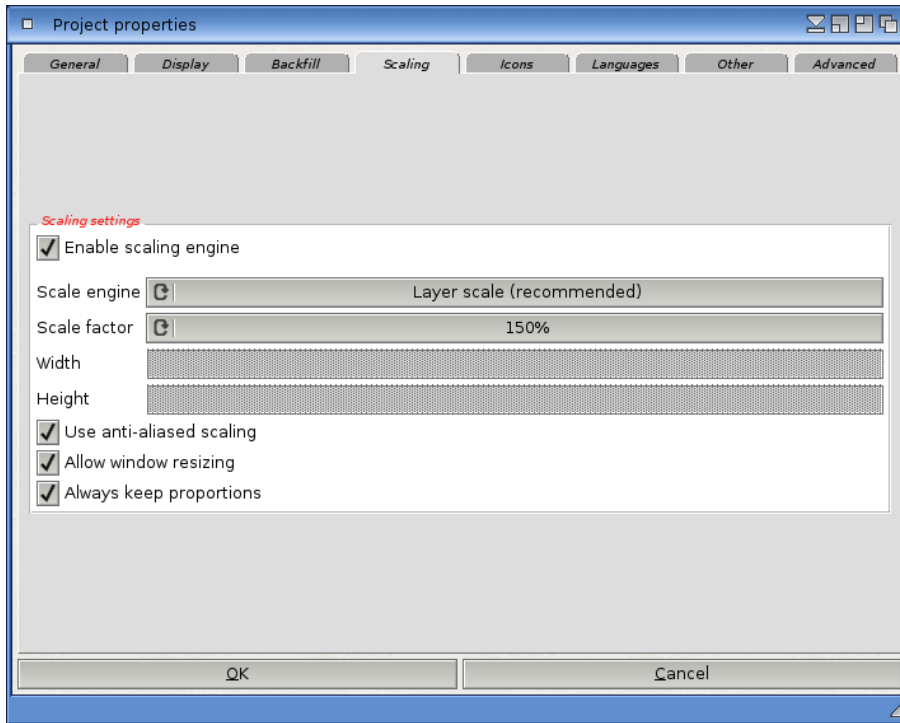 Project properties
General Display Backfill Scaling Icons Languages Other Advanced
Scaling settings
Enable scaling engine
Scale engine Layer scale (recommended)
Scale factor 150%
Width
Height
Use anti-aliased scaling
Allow window resizing
Always keep proportions
OK Cancel